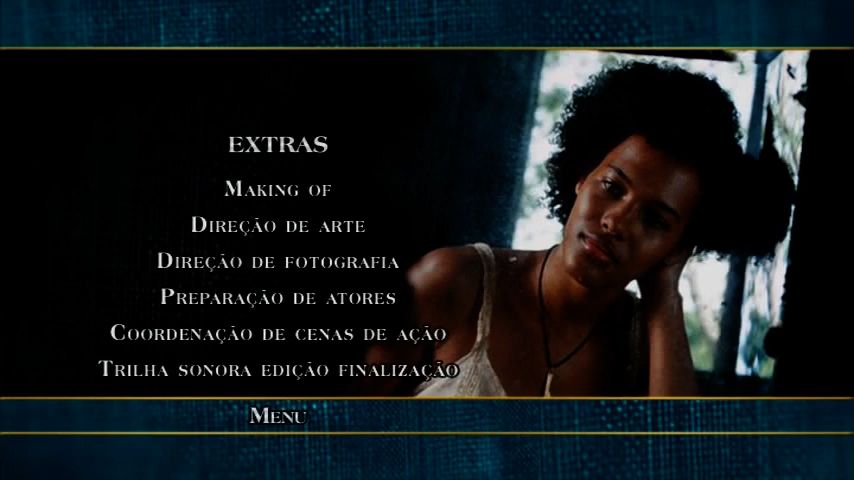 EXTRAS
Making of
Direção de arte
Direção de fotografia
Preparação de atores
Coordenação de cenas de ação
Trilha sonora edição finalização
Menu